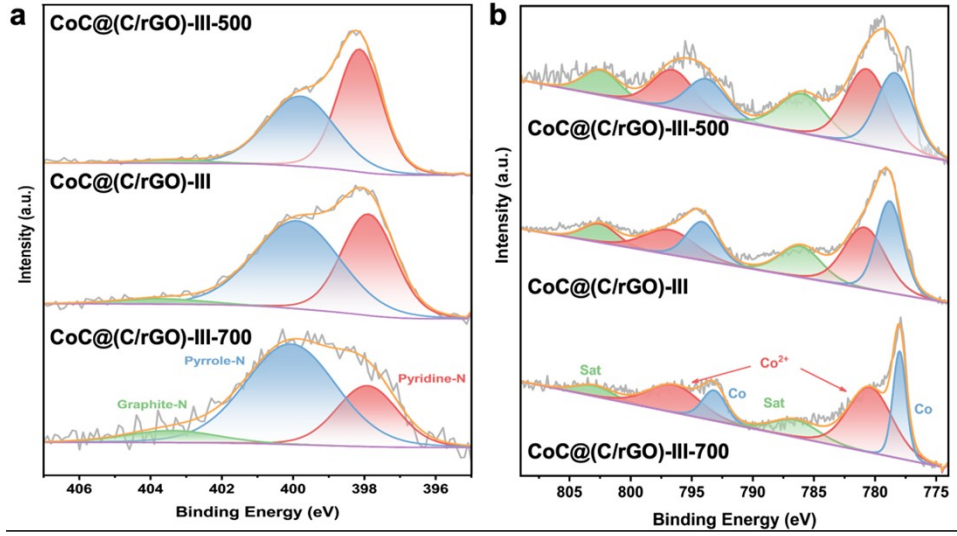 a
CoC@(C/rGO)-III-500
CoC@(C/rGO)-III
CoC@(C/rGO)-III-700
Pyrrole-N
Pyridine-N
Graphite-N
Intensity (a.u.)
406 404 402 400 398 396
Binding Energy (eV)
b
CoC@(C/rGO)-III-500
CoC@(C/rGO)-III
Co²⁺
Sat
Co
Sat
Co
CoC@(C/rGO)-III-700
Intensity (a.u.)
805 800 795 790 785 780 775
Binding Energy (eV)